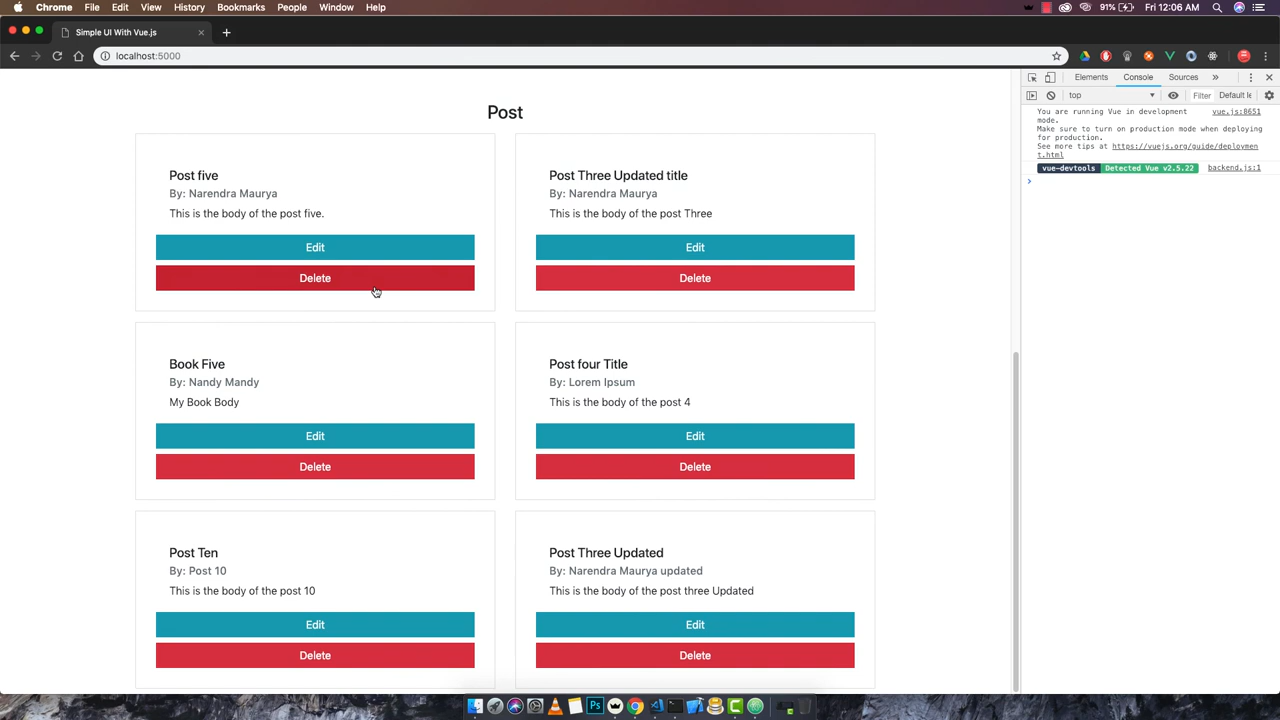 Chrome File Edit View History Bookmarks People Window Help
91% Fri 12:06 AM
Simple UI With Vue.js
localhost:5000
Elements Console Sources
top Filter Default le
You are running Vue in development vue.js:8651
mode.
Make sure to turn on production mode when deploying
for production.
See more tips at https://vuejs.org/guide/deploymen
t.html
vue-devtools Detected Vue v2.5.22 backend.js:1
Post
Post five
By: Narendra Maurya
This is the body of the post five.
Edit
Delete
Post Three Updated title
By: Narendra Maurya
This is the body of the post Three
Edit
Delete
Book Five
By: Nandy Mandy
My Book Body
Edit
Delete
Post four Title
By: Lorem Ipsum
This is the body of the post 4
Edit
Delete
Post Ten
By: Post 10
This is the body of the post 10
Edit
Delete
Post Three Updated
By: Narendra Maurya updated
This is the body of the post three Updated
Edit
Delete
Ps